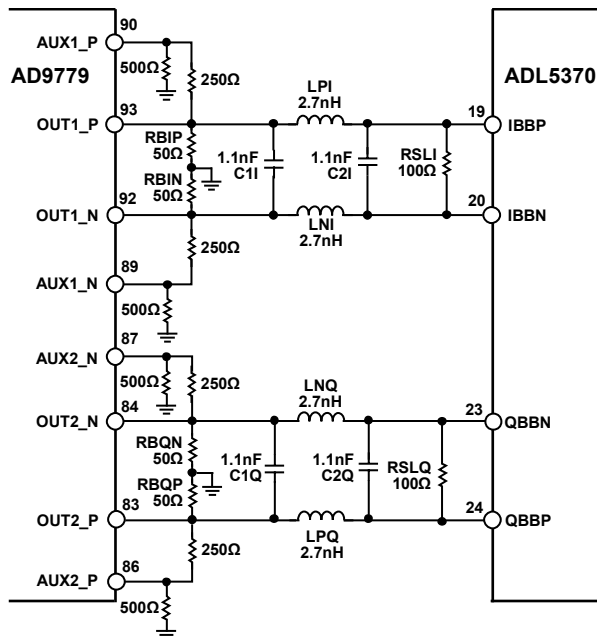 90
AUX1_P
AD9779
500Ω
250Ω
LPI
2.7nH
ADL5370
93
OUT1_P
19
IBBP
RBIP
50Ω
RBIN
50Ω
1.1nF
C1I
1.1nF
C2I
RSLI
100Ω
92
OUT1_N
20
IBBN
LNI
2.7nH
250Ω
89
AUX1_N
500Ω
87
AUX2_N
500Ω
250Ω
LNQ
2.7nH
84
OUT2_N
23
QBBN
RBQN
50Ω
RBQP
50Ω
1.1nF
C1Q
1.1nF
C2Q
RSLQ
100Ω
83
OUT2_P
24
QBBP
LPQ
2.7nH
250Ω
86
AUX2_P
500Ω